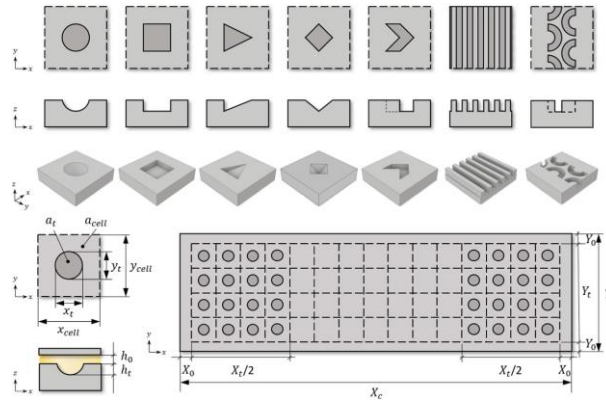 y
x
z
x
z
x
y
a_t
a_cell
y_t
y_cell
x_t
x_cell
y
x
h_0
h_t
z
x
y
x
Y_0
Y_t
Y_0
X_0
X_t/2
X_t/2
X_0
X_c